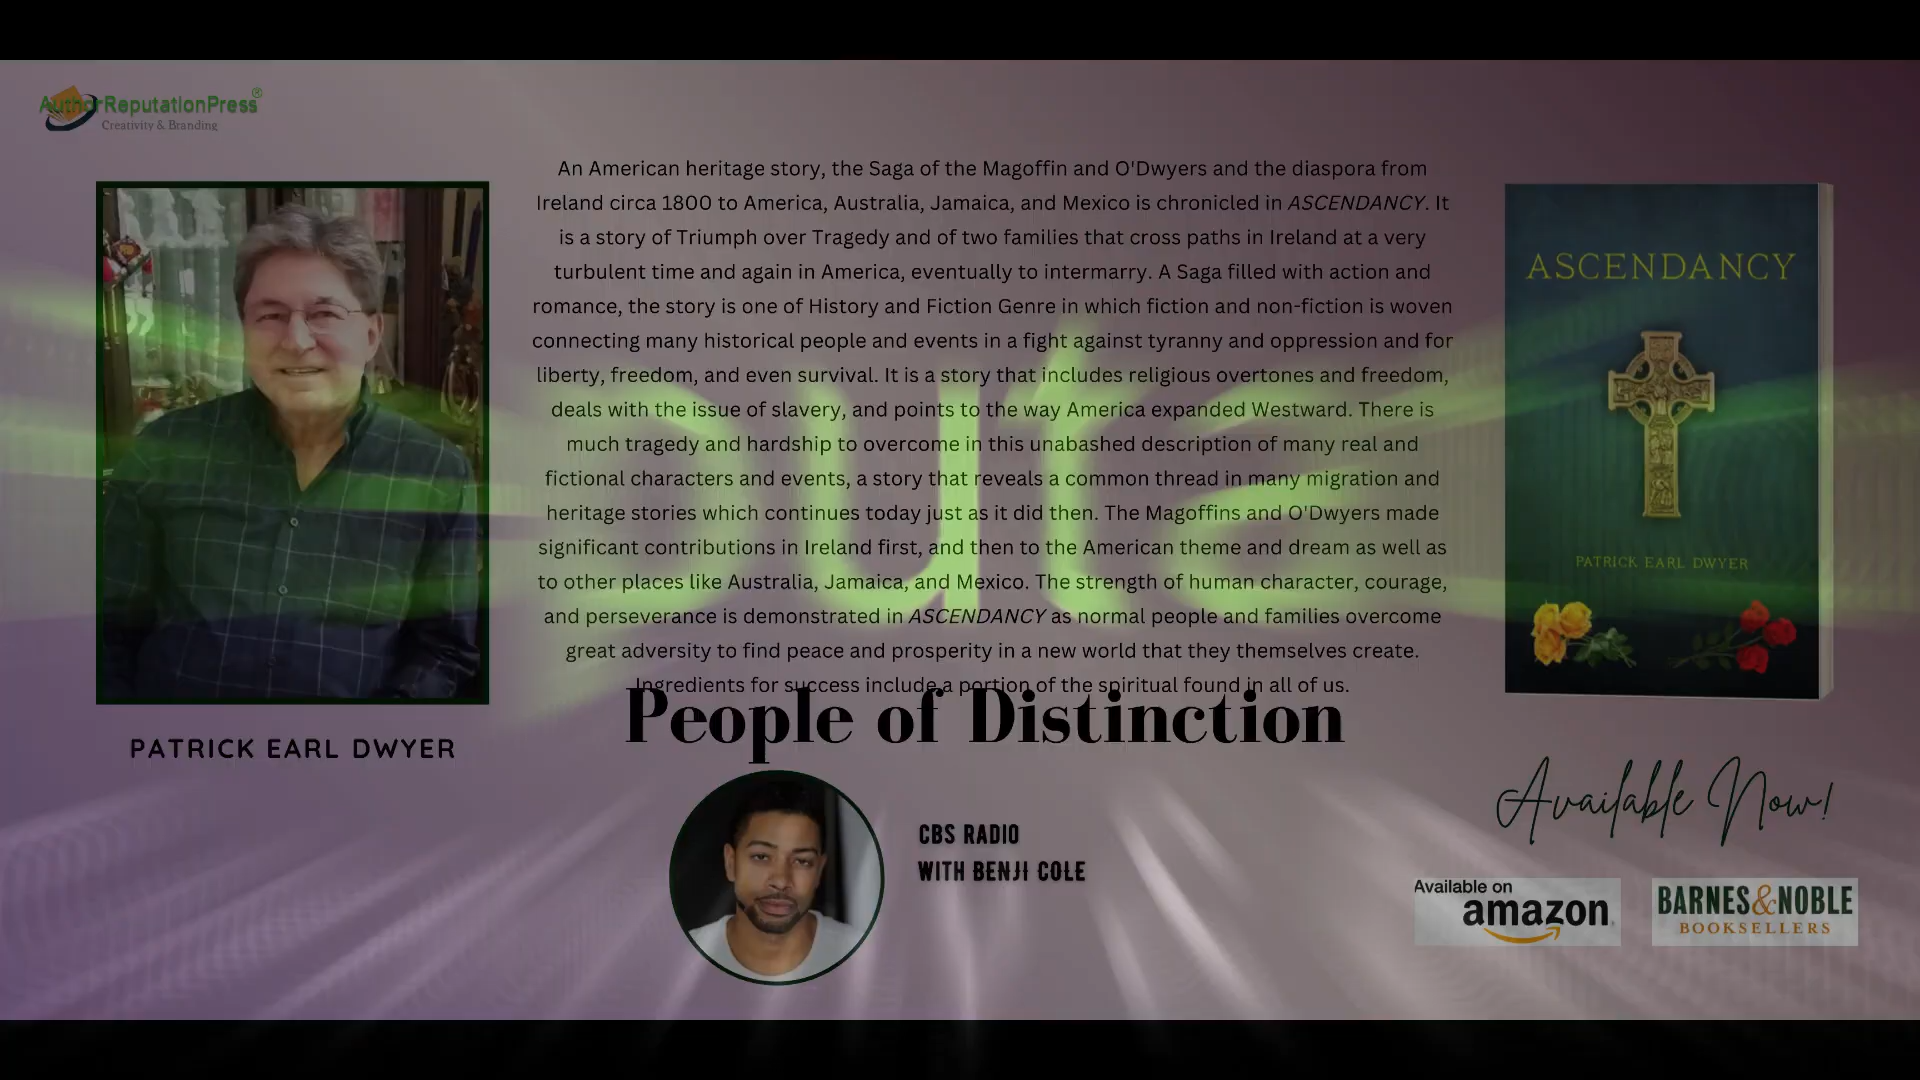 AuthorReputationPress®
Creativity & Branding
An American heritage story, the Saga of the Magoffin and O'Dwyers and the diaspora from
Ireland circa 1800 to America, Australia, Jamaica, and Mexico is chronicled in ASCENDANCY. It
is a story of Triumph over Tragedy and of two families that cross paths in Ireland at a very
turbulent time and again in America, eventually to intermarry. A Saga filled with action and
romance, the story is one of History and Fiction Genre in which fiction and non-fiction is woven
connecting many historical people and events in a fight against tyranny and oppression and for
liberty, freedom, and even survival. It is a story that includes religious overtones and freedom,
deals with the issue of slavery, and points to the way America expanded Westward. There is
much tragedy and hardship to overcome in this unabashed description of many real and
fictional characters and events, a story that reveals a common thread in many migration and
heritage stories which continues today just as it did then. The Magoffins and O'Dwyers made
significant contributions in Ireland first, and then to the American theme and dream as well as
to other places like Australia, Jamaica, and Mexico. The strength of human character, courage,
and perseverance is demonstrated in ASCENDANCY as normal people and families overcome
great adversity to find peace and prosperity in a new world that they themselves create.
Ingredients for success include a portion of the spiritual found in all of us.
outa
PATRICK EARL DWYER
People of Distinction
CBS RADIO
WITH BENJI COLE
ASCENDANCY
PATRICK EARL DWYER
Available Now!
Available on
amazon
BARNES&NOBLE
BOOKSELLERS